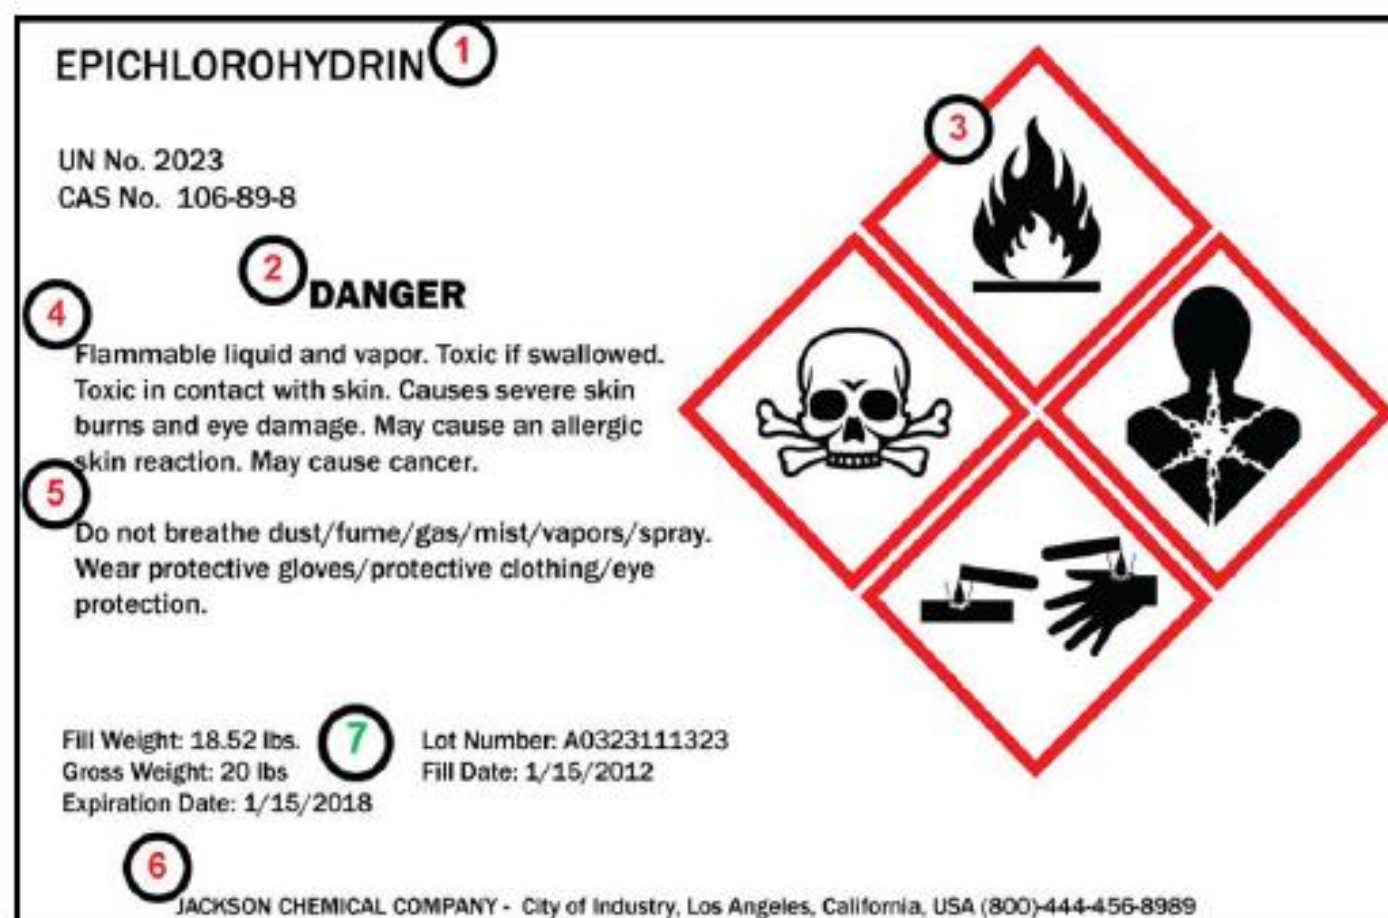 EPICHLOROHYDRIN 1
3
UN No. 2023
CAS No. 106-89-8
2 DANGER
4
Flammable liquid and vapor. Toxic if swallowed.
Toxic in contact with skin. Causes severe skin
burns and eye damage. May cause an allergic
skin reaction. May cause cancer.
5
Do not breathe dust/fume/gas/mist/vapors/spray.
Wear protective gloves/protective clothing/eye
protection.
Fill Weight: 18.52 lbs. 7 Lot Number: A0323111323
Gross Weight: 20 lbs Fill Date: 1/15/2012
Expiration Date: 1/15/2018
6
JACKSON CHEMICAL COMPANY - City of Industry, Los Angeles, California, USA (800)-444-456-8989